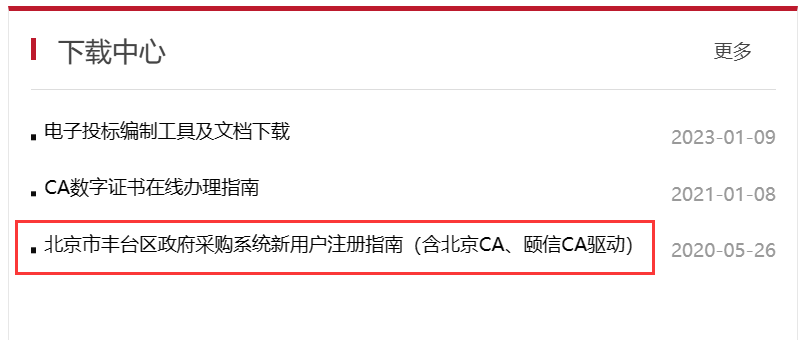 下载中心
更多
电子投标编制工具及文档下载
2023-01-09
CA数字证书在线办理指南
2021-01-08
北京市丰台区政府采购系统新用户注册指南（含北京CA、颐信CA驱动）
2020-05-26